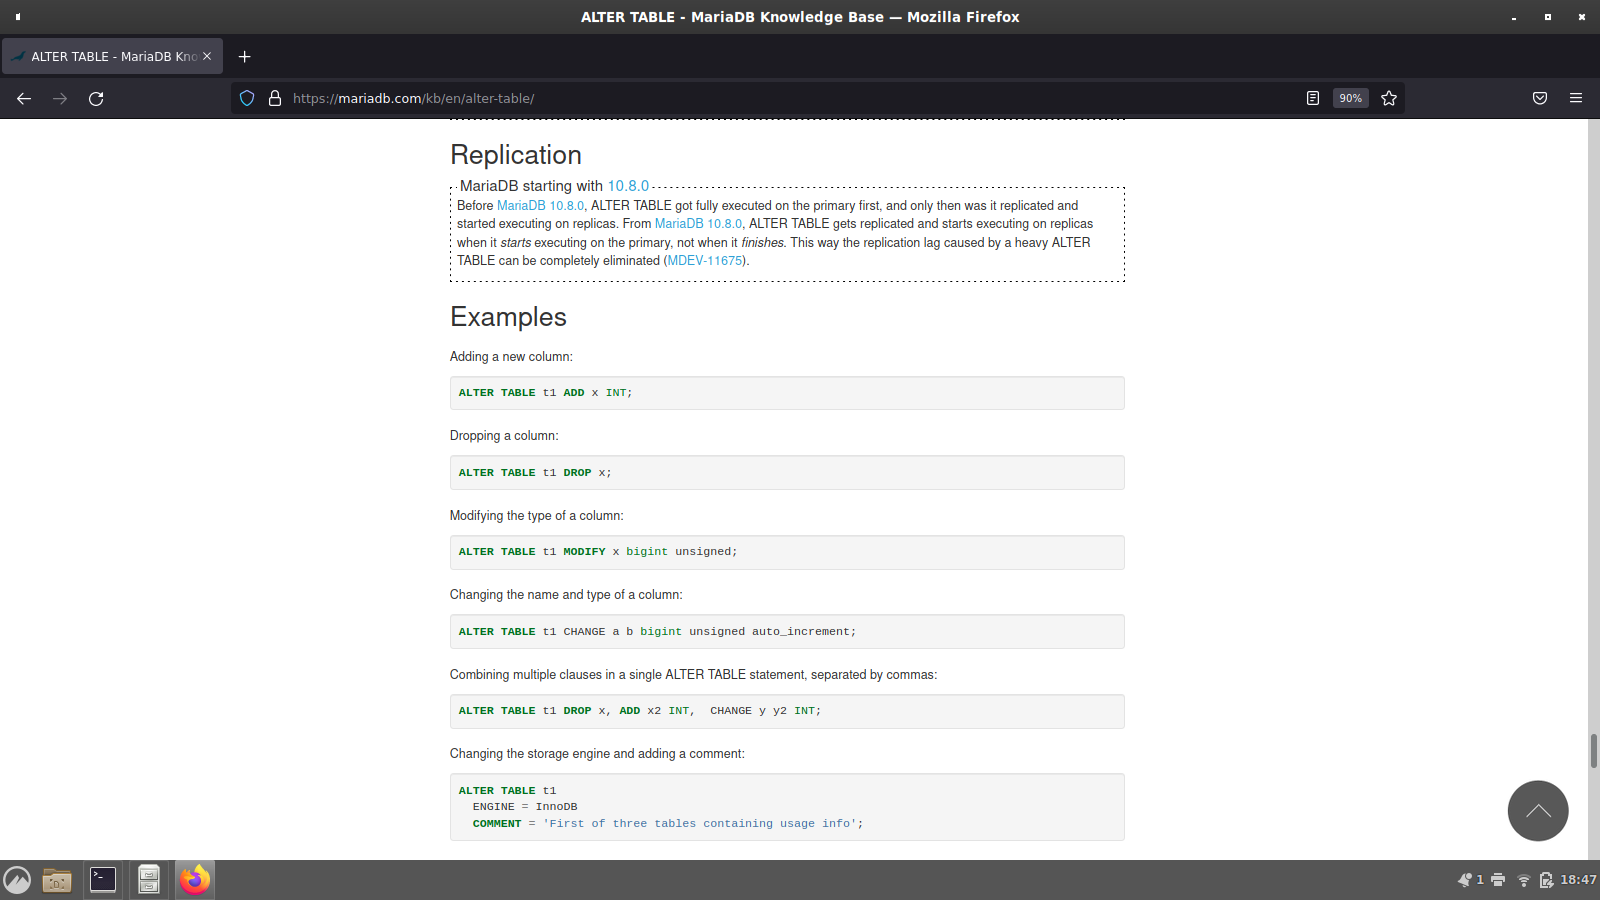 ALTER TABLE - MariaDB Knowledge Base — Mozilla Firefox
ALTER TABLE - MariaDB Kno
https://mariadb.com/kb/en/alter-table/
90%
Replication
MariaDB starting with 10.8.0
Before MariaDB 10.8.0, ALTER TABLE got fully executed on the primary first, and only then was it replicated and
started executing on replicas. From MariaDB 10.8.0, ALTER TABLE gets replicated and starts executing on replicas
when it starts executing on the primary, not when it finishes. This way the replication lag caused by a heavy ALTER
TABLE can be completely eliminated (MDEV-11675).
Examples
Adding a new column:
ALTER TABLE t1 ADD x INT;
Dropping a column:
ALTER TABLE t1 DROP x;
Modifying the type of a column:
ALTER TABLE t1 MODIFY x bigint unsigned;
Changing the name and type of a column:
ALTER TABLE t1 CHANGE a b bigint unsigned auto_increment;
Combining multiple clauses in a single ALTER TABLE statement, separated by commas:
ALTER TABLE t1 DROP x, ADD x2 INT,  CHANGE y y2 INT;
Changing the storage engine and adding a comment:
ALTER TABLE t1
  ENGINE = InnoDB
  COMMENT = 'First of three tables containing usage info';
1
18:47